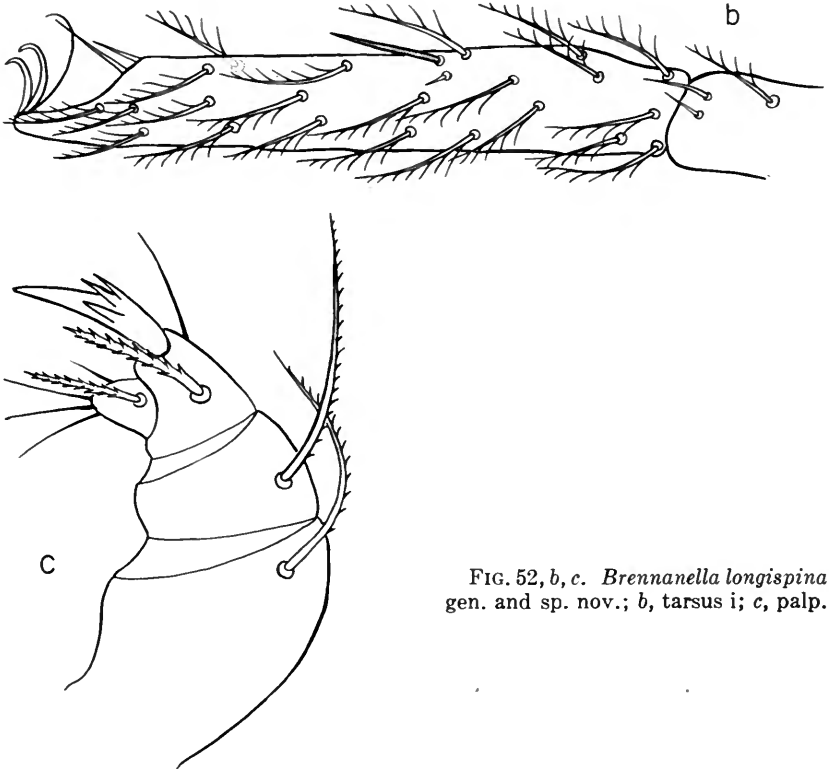 b
c
FIG. 52, b, c. Brennanella longispina
gen. and sp. nov.; b, tarsus i; c, palp.